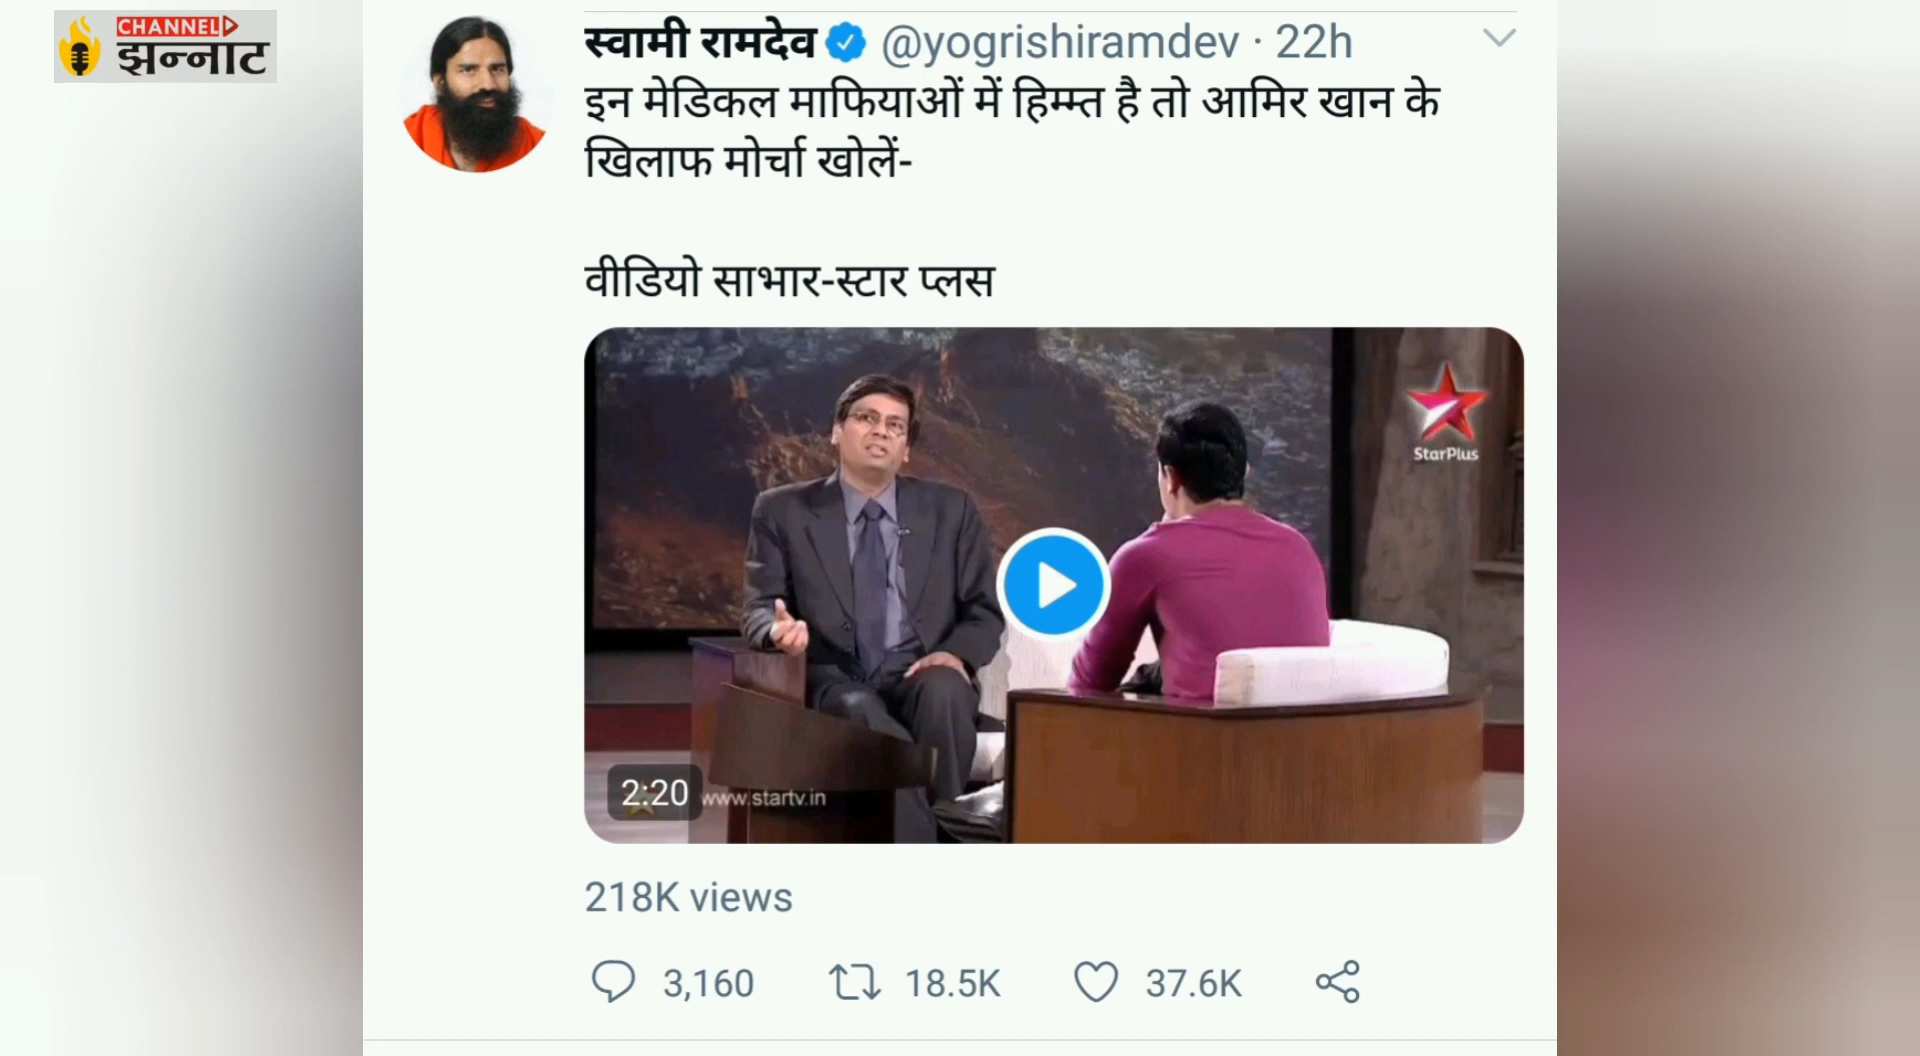 CHANNEL
झन्नाट
स्वामी रामदेव @yogrishiramdev · 22h
इन मेडिकल माफियाओं में हिम्म्त है तो आमिर खान के
खिलाफ मोर्चा खोलें-
वीडियो साभार-स्टार प्लस
StarPlus
2:20 www.startv.in
218K views
3,160 18.5K 37.6K